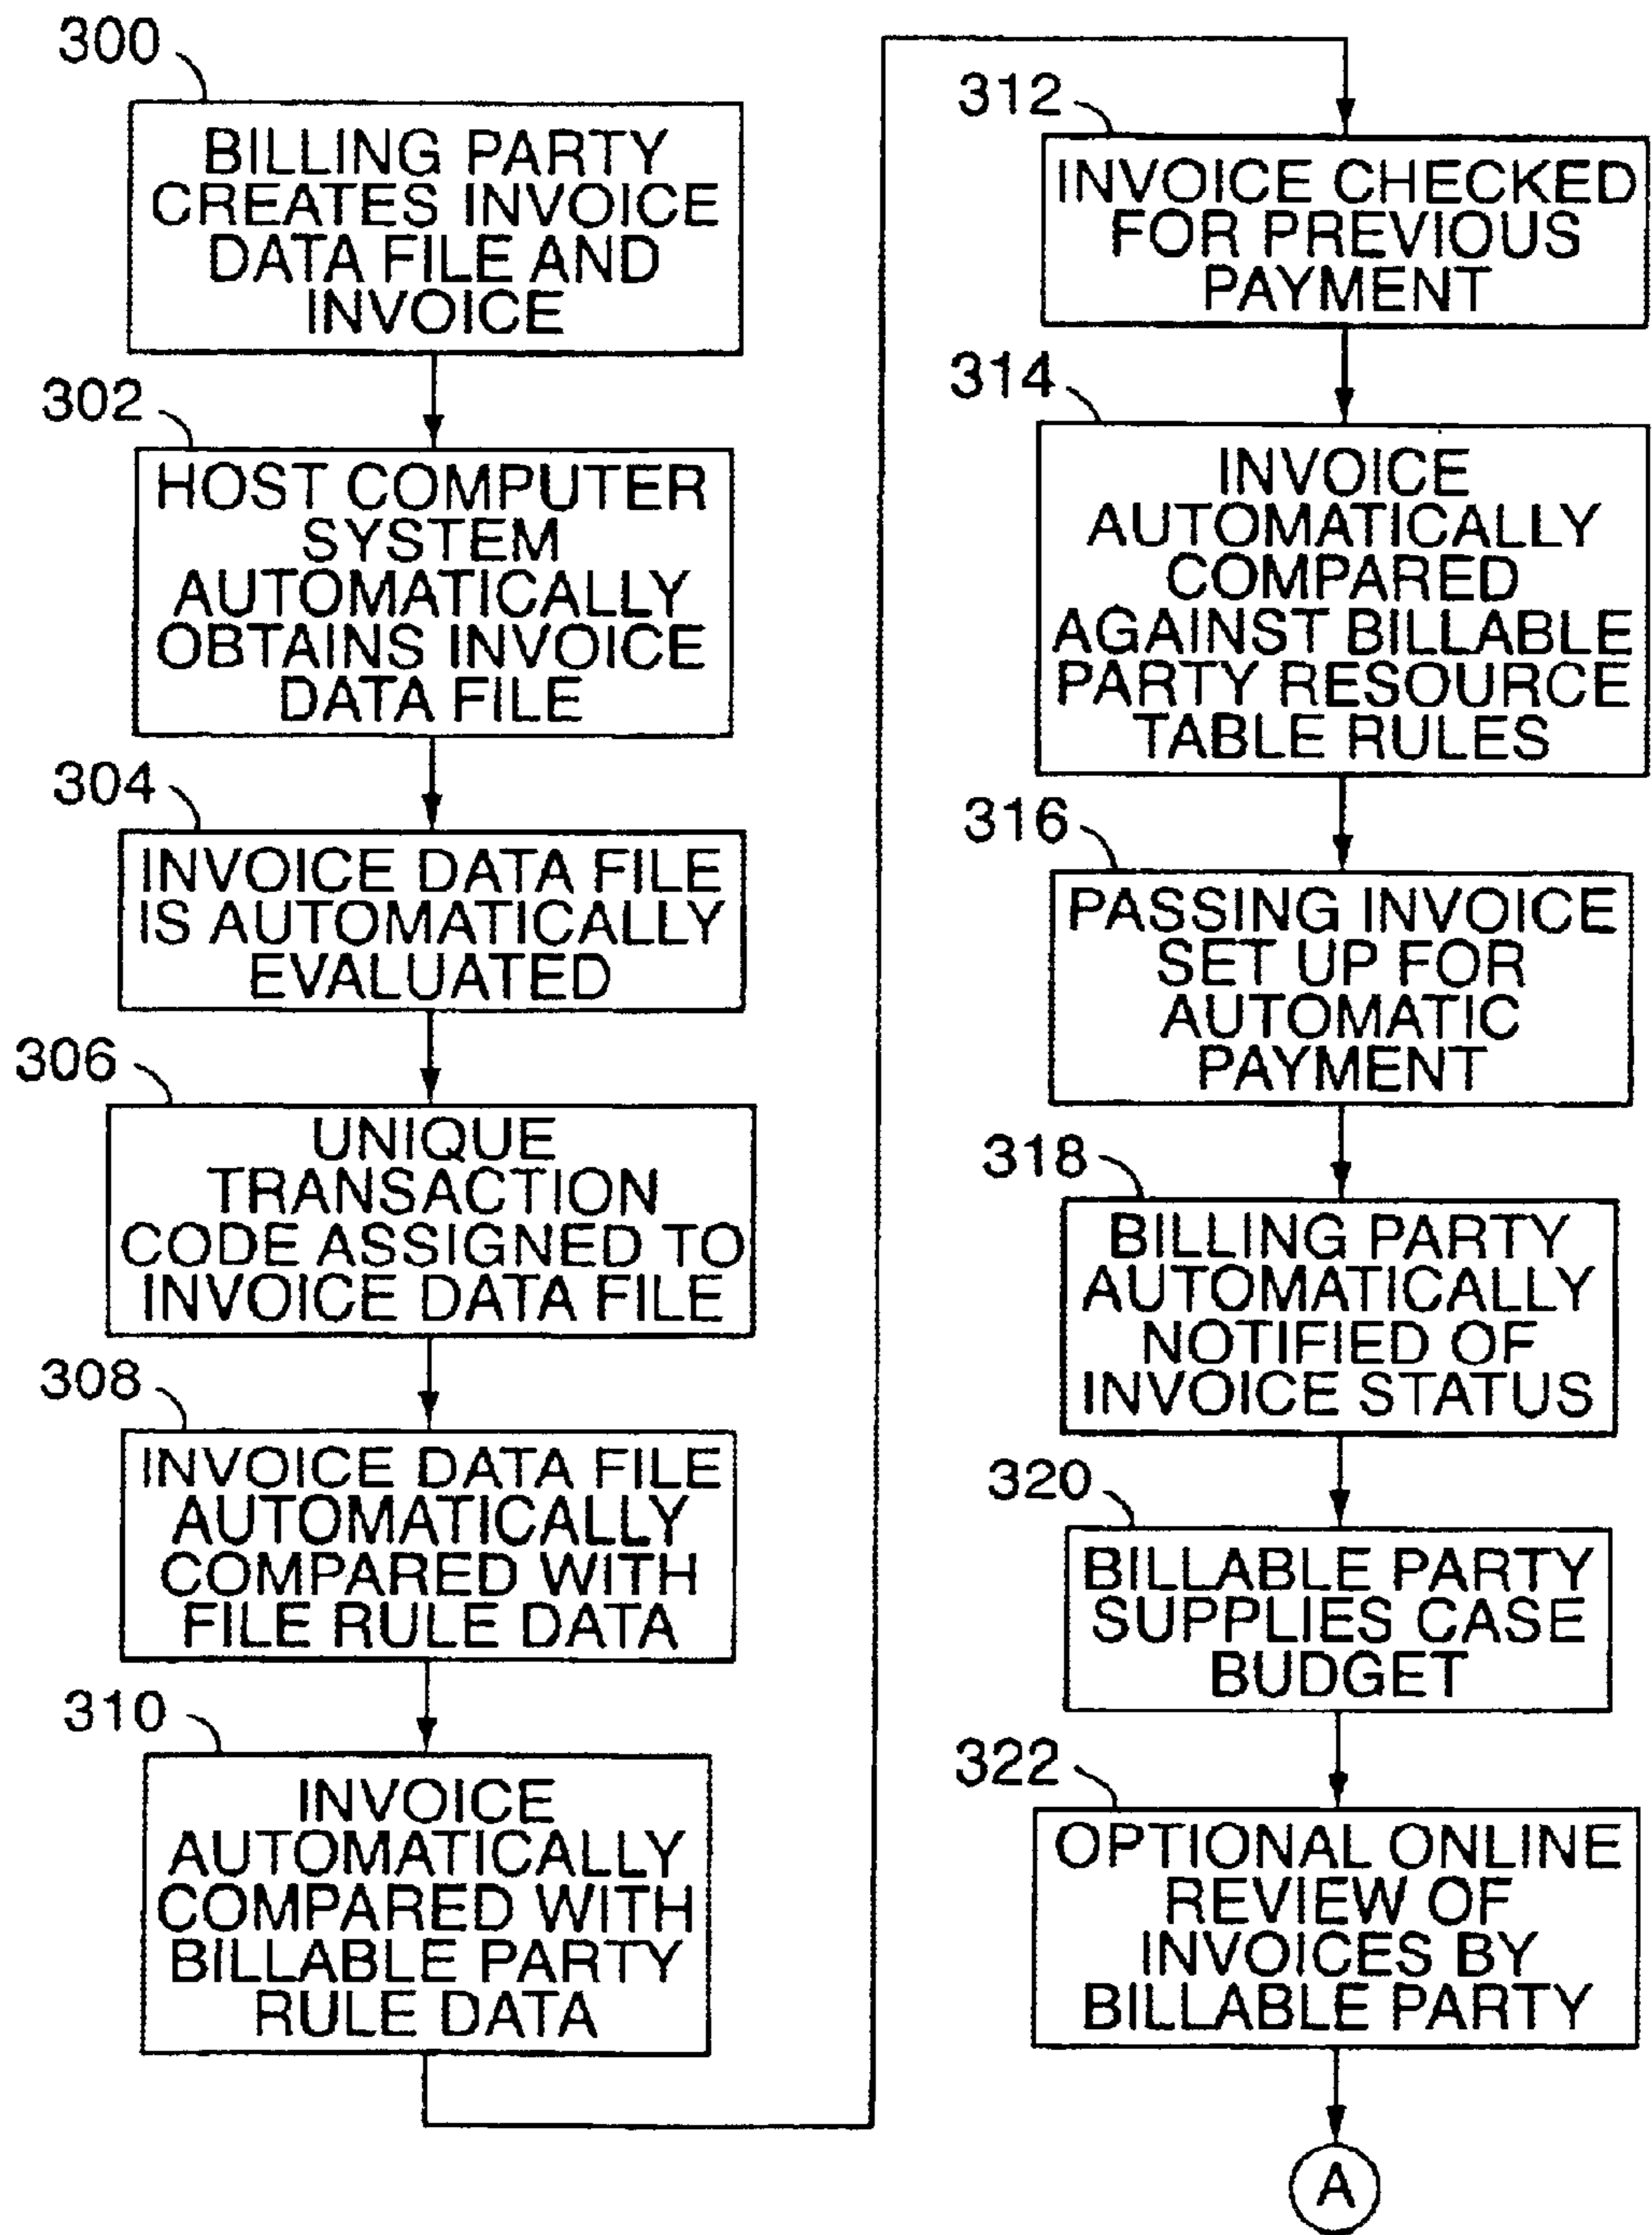 300
BILLING PARTY
CREATES INVOICE
DATA FILE AND
INVOICE
302
HOST COMPUTER
SYSTEM
AUTOMATICALLY
OBTAINS INVOICE
DATA FILE
304
INVOICE DATA FILE
IS AUTOMATICALLY
EVALUATED
306
UNIQUE
TRANSACTION
CODE ASSIGNED TO
INVOICE DATA FILE
308
INVOICE DATA FILE
AUTOMATICALLY
COMPARED WITH
FILE RULE DATA
310
INVOICE
AUTOMATICALLY
COMPARED WITH
BILLABLE PARTY
RULE DATA
312
INVOICE CHECKED
FOR PREVIOUS
PAYMENT
314
INVOICE
AUTOMATICALLY
COMPARED
AGAINST BILLABLE
PARTY RESOURCE
TABLE RULES
316
PASSING INVOICE
SET UP FOR
AUTOMATIC
PAYMENT
318
BILLING PARTY
AUTOMATICALLY
NOTIFIED OF
INVOICE STATUS
320
BILLABLE PARTY
SUPPLIES CASE
BUDGET
322
OPTIONAL ONLINE
REVIEW OF
INVOICES BY
BILLABLE PARTY
A